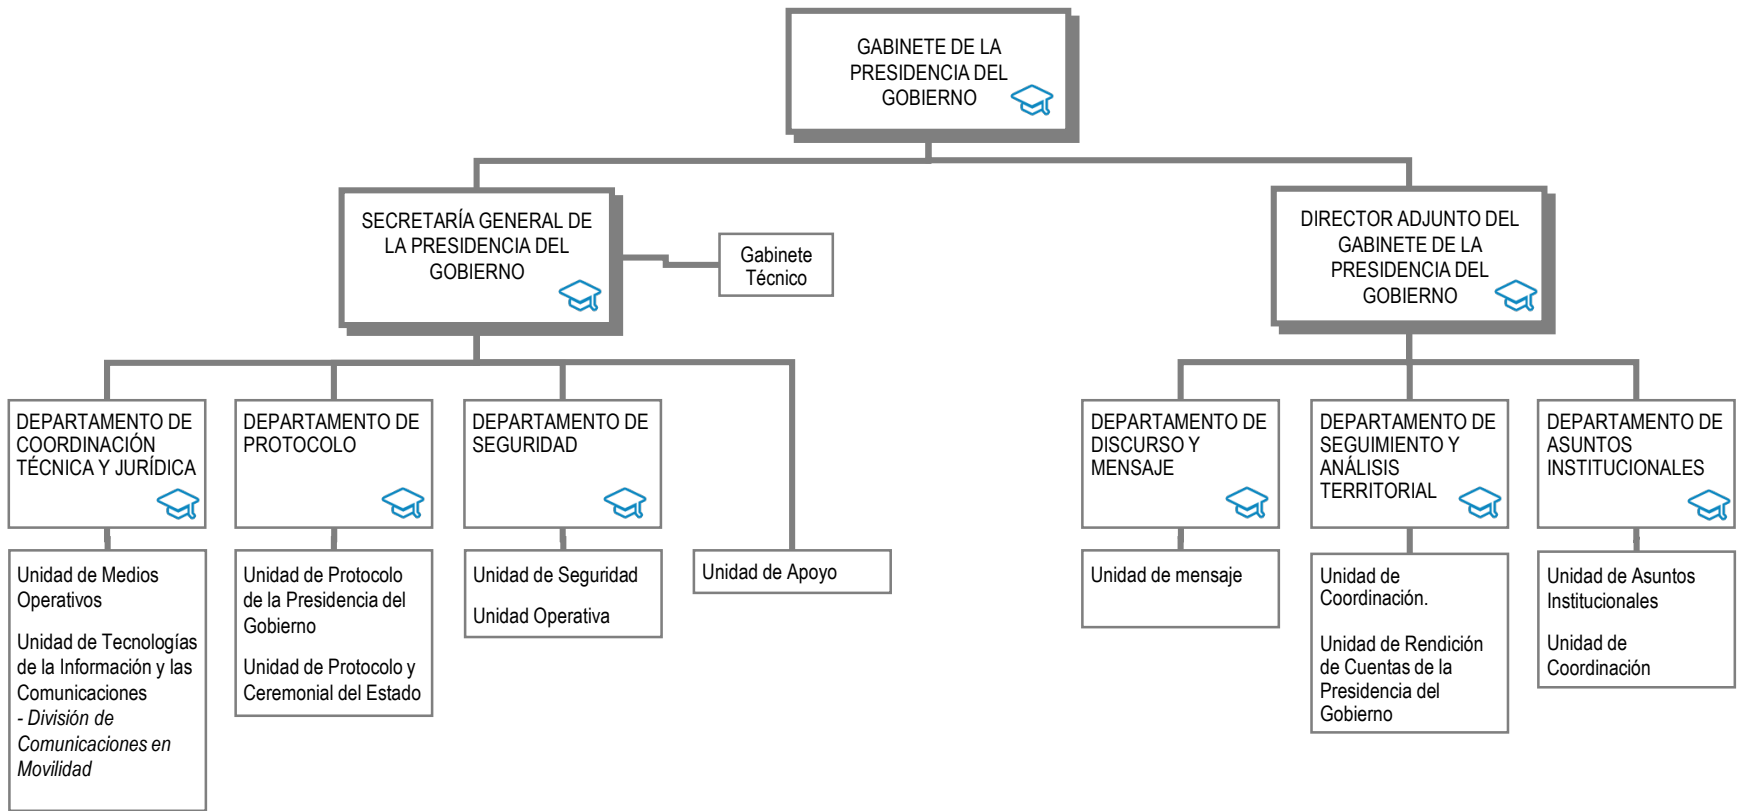 GABINETE DE LA
PRESIDENCIA DEL
GOBIERNO
SECRETARÍA GENERAL DE
LA PRESIDENCIA DEL
GOBIERNO
Gabinete
Técnico
DIRECTOR ADJUNTO DEL
GABINETE DE LA
PRESIDENCIA DEL
GOBIERNO
DEPARTAMENTO DE
COORDINACIÓN
TÉCNICA Y JURÍDICA
DEPARTAMENTO DE
PROTOCOLO
DEPARTAMENTO DE
SEGURIDAD
DEPARTAMENTO DE
DISCURSO Y
MENSAJE
DEPARTAMENTO DE
SEGUIMIENTO Y
ANÁLISIS
TERRITORIAL
DEPARTAMENTO DE
ASUNTOS
INSTITUCIONALES
Unidad de Medios
Operativos
Unidad de Tecnologías
de la Información y las
Comunicaciones
- División de
Comunicaciones en
Movilidad
Unidad de Protocolo
de la Presidencia del
Gobierno
Unidad de Protocolo y
Ceremonial del Estado
Unidad de Seguridad
Unidad Operativa
Unidad de Apoyo
Unidad de mensaje
Unidad de
Coordinación.
Unidad de Rendición
de Cuentas de la
Presidencia del
Gobierno
Unidad de Asuntos
Institucionales
Unidad de
Coordinación